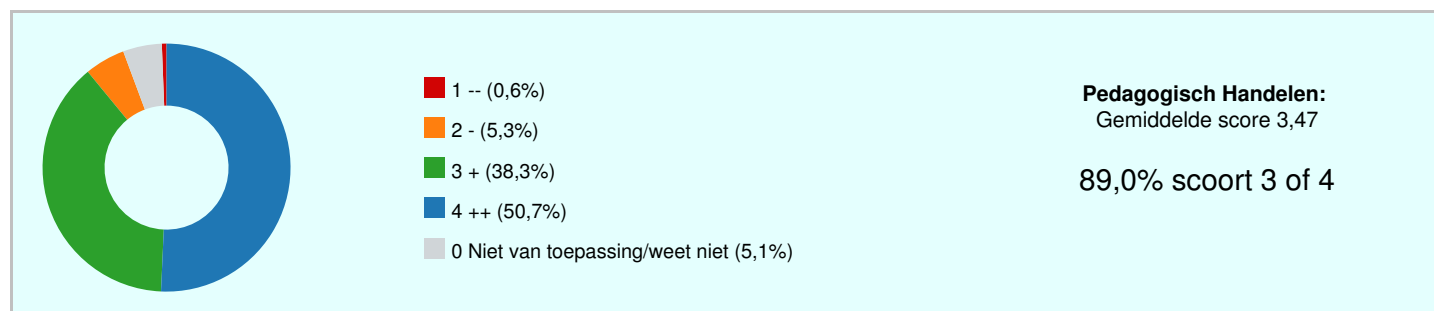 1 -- (0,6%)
2 - (5,3%)
3 + (38,3%)
4 ++ (50,7%)
0 Niet van toepassing/weet niet (5,1%)
Pedagogisch Handelen:
Gemiddelde score 3,47
89,0% scoort 3 of 4